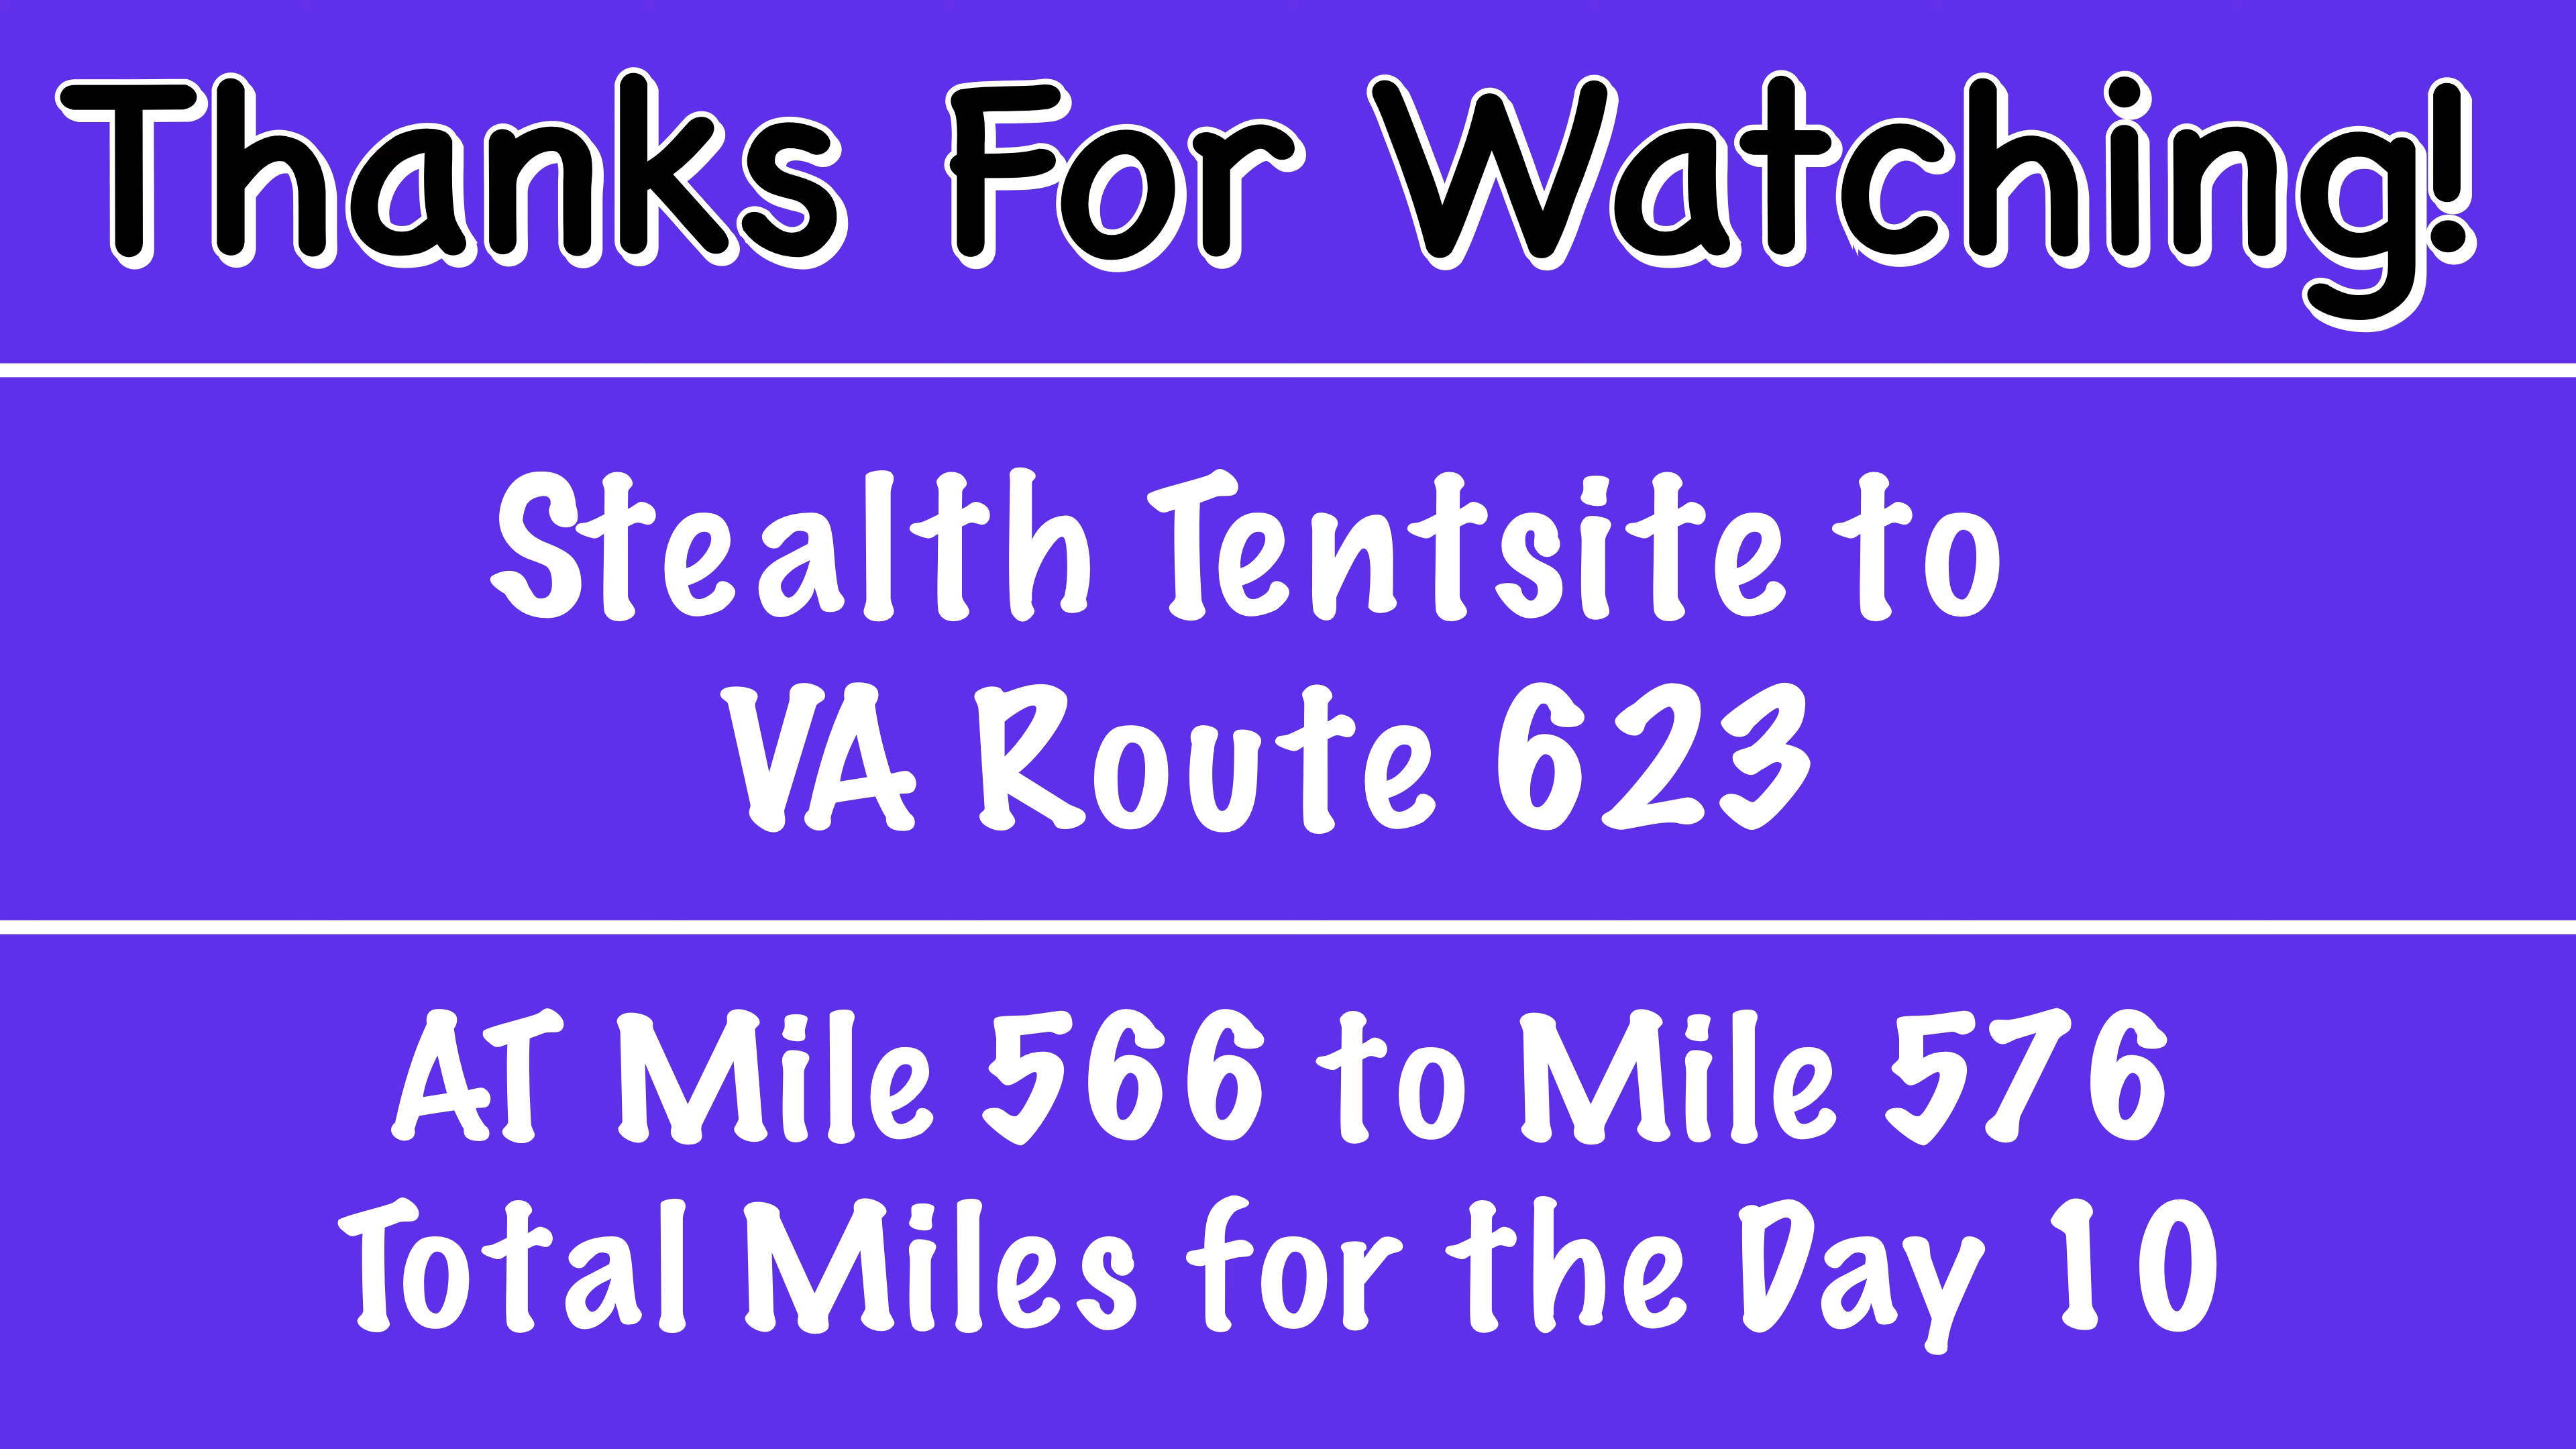 Thanks For Watching!
Stealth Tentsite to
VA Route 623
AT Mile 566 to Mile 576
Total Miles for the Day 10